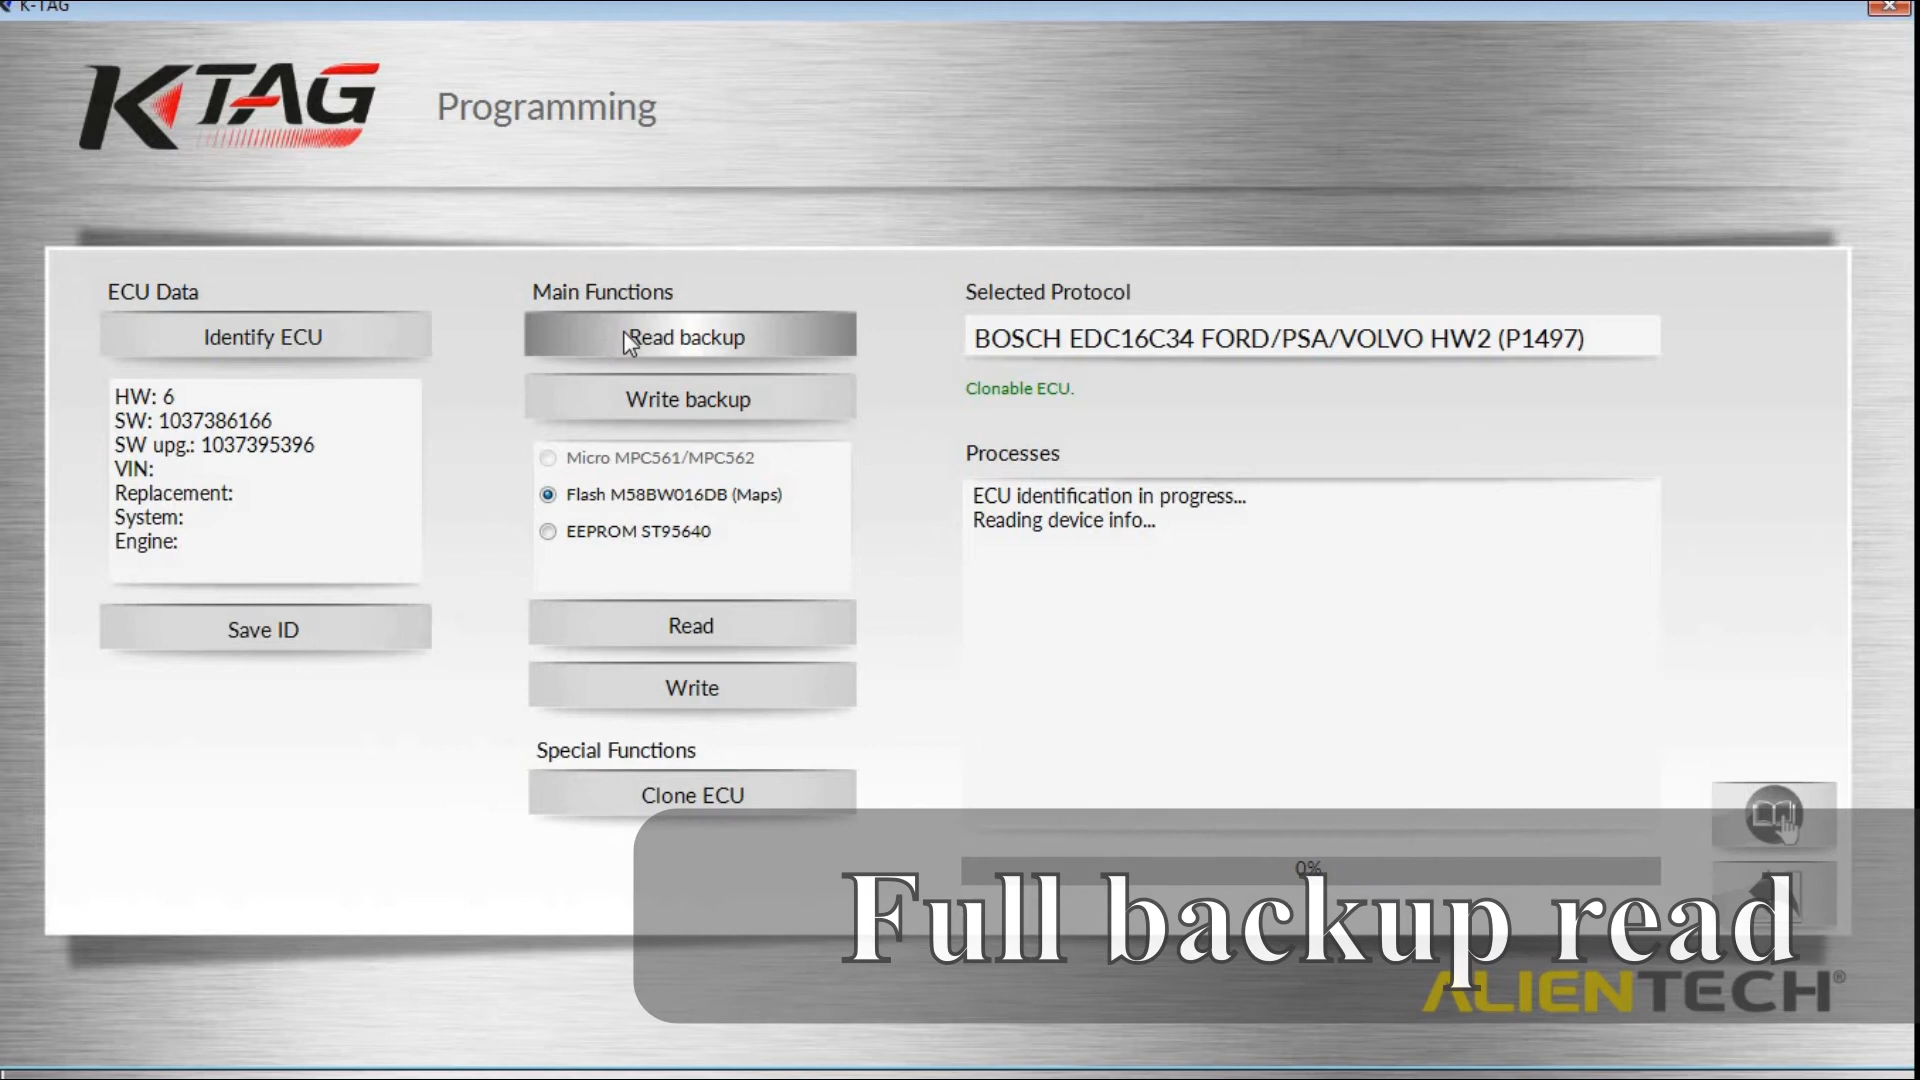 K-TAG
KTAG
Programming
ECU Data
Identify ECU
HW: 6
SW: 1037386166
SW upg.: 1037395396
VIN:
Replacement:
System:
Engine:
Save ID
Main Functions
Read backup
Write backup
Micro MPC561/MPC562
Flash M58BW016DB (Maps)
EEPROM ST95640
Read
Write
Special Functions
Clone ECU
Selected Protocol
BOSCH EDC16C34 FORD/PSA/VOLVO HW2 (P1497)
Clonable ECU.
Processes
ECU identification in progress...
Reading device info...
0%
Full backup read
ALIENTECH®